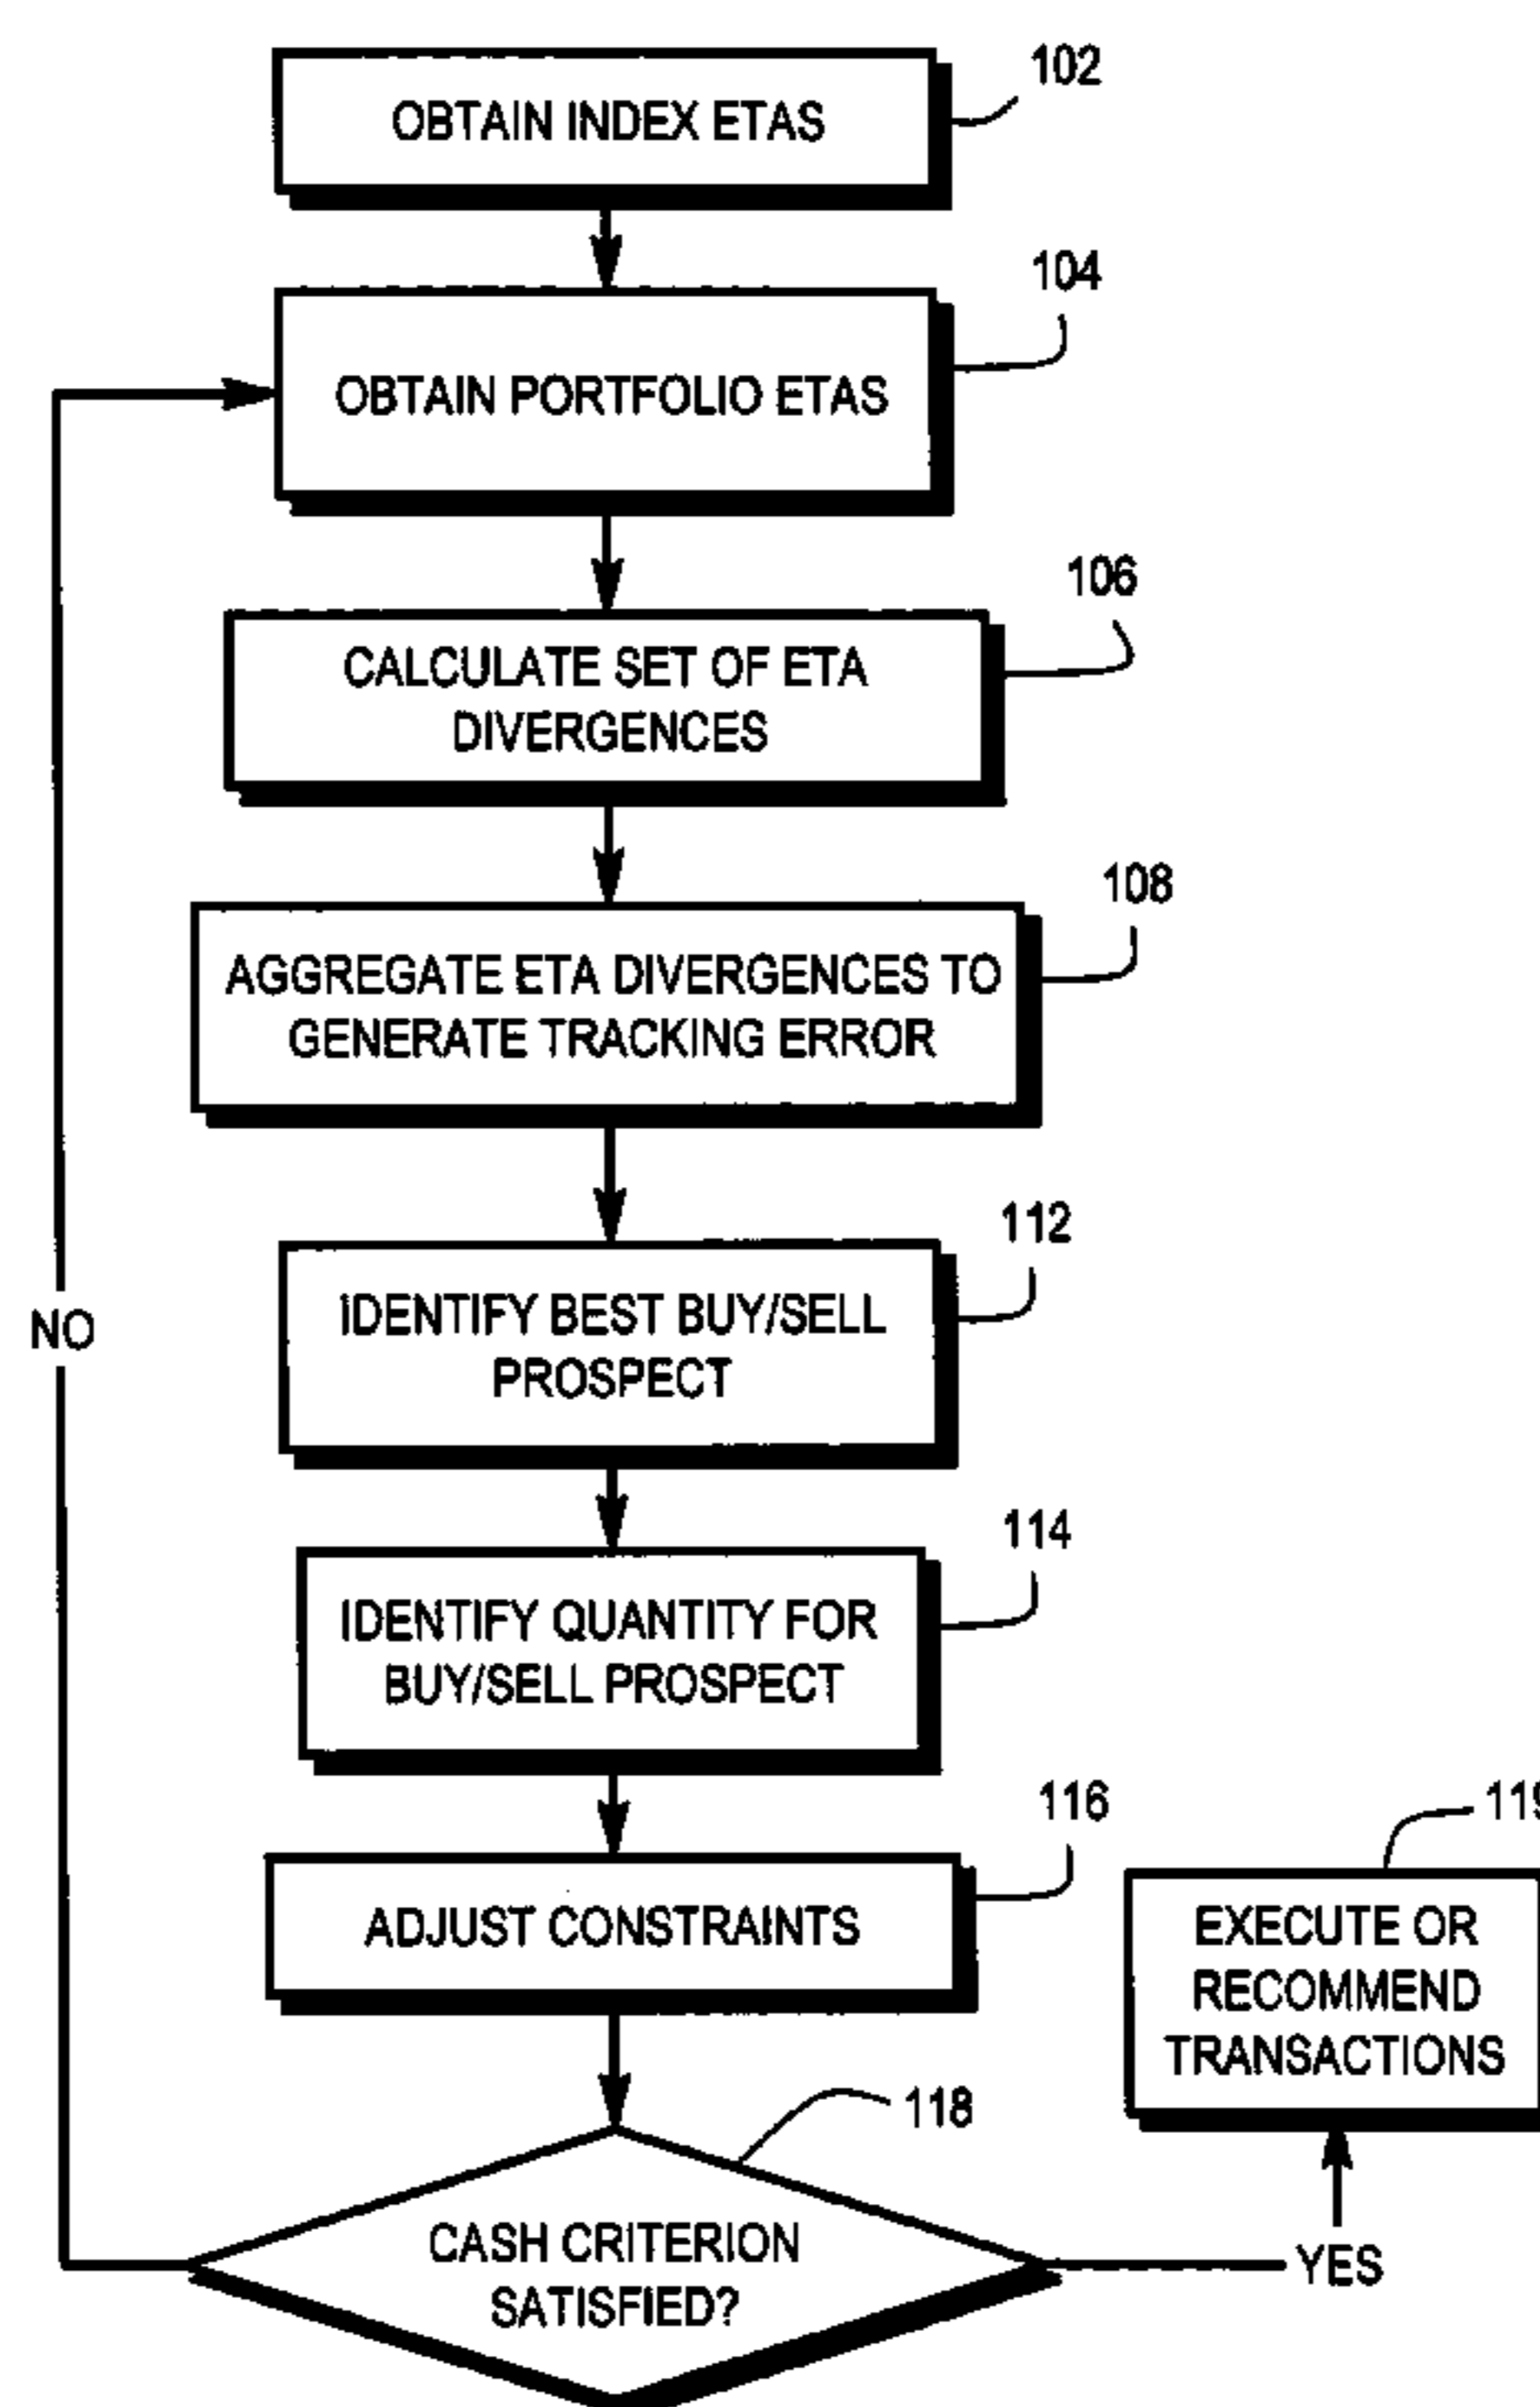 102
OBTAIN INDEX ETAS
104
OBTAIN PORTFOLIO ETAS
106
CALCULATE SET OF ETA
DIVERGENCES
108
AGGREGATE ETA DIVERGENCES TO
GENERATE TRACKING ERROR
112
IDENTIFY BEST BUY/SELL
PROSPECT
NO
114
IDENTIFY QUANTITY FOR
BUY/SELL PROSPECT
116
ADJUST CONSTRAINTS
119
EXECUTE OR
RECOMMEND
TRANSACTIONS
118
CASH CRITERION
SATISFIED?
YES